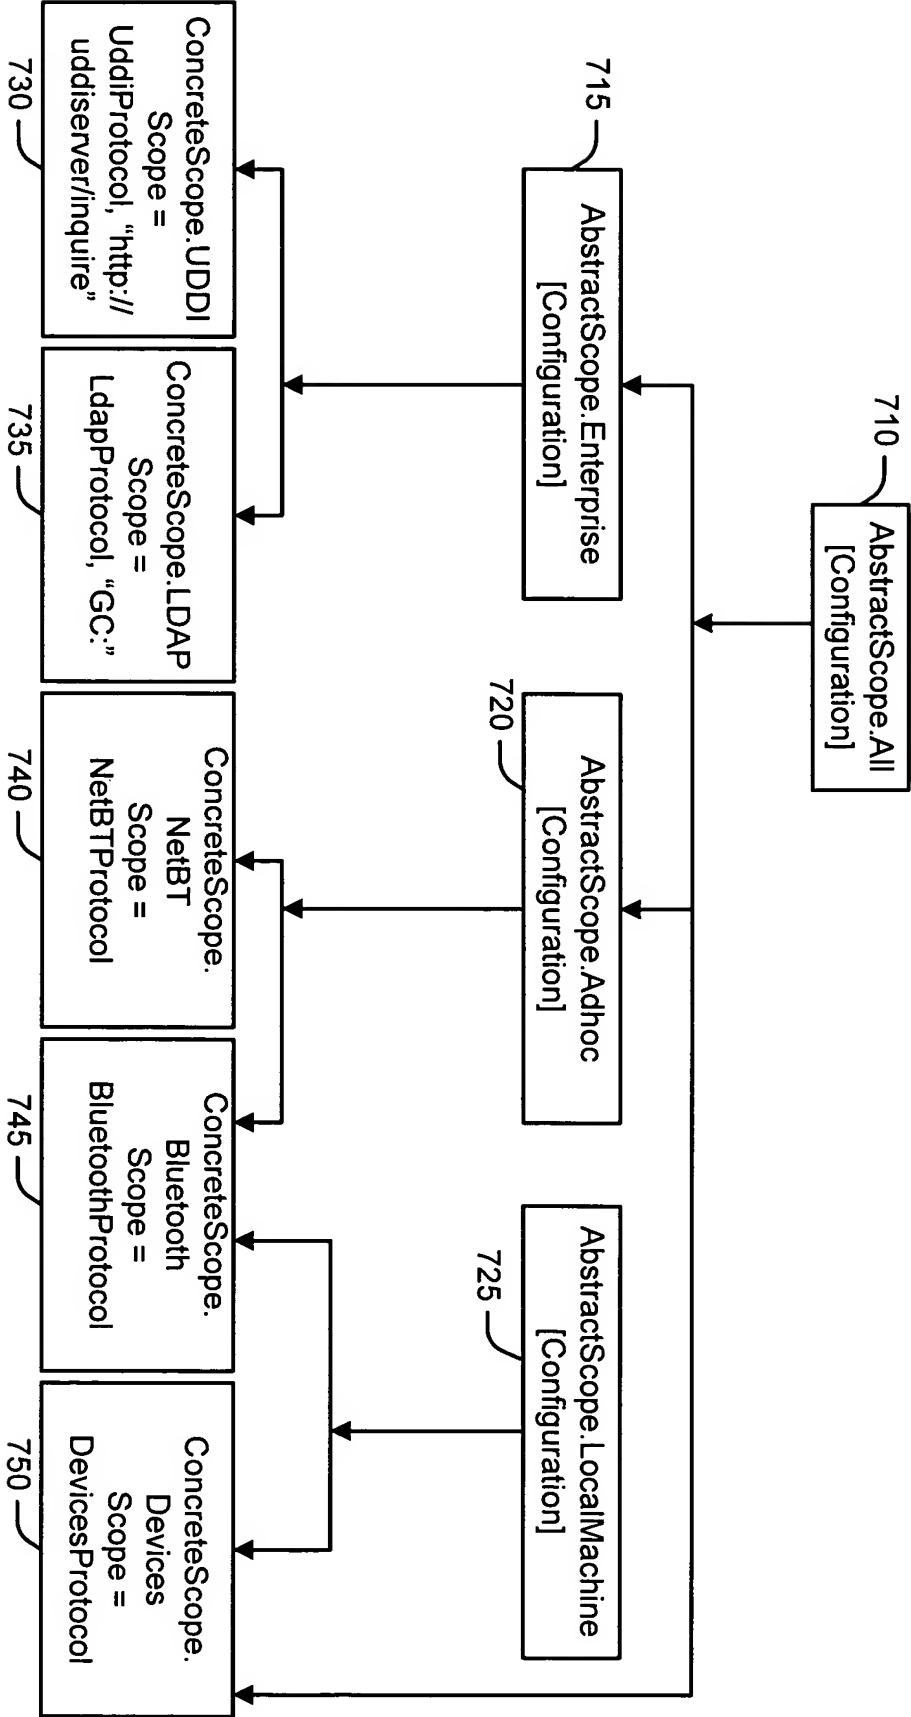 710
AbstractScope.All
[Configuration]
715
AbstractScope.Enterprise
[Configuration]
720
AbstractScope.Adhoc
[Configuration]
725
AbstractScope.LocalMachine
[Configuration]
ConcreteScope.UDDI
Scope =
UddiProtocol, “http://
uddiserver/inquire”
730
ConcreteScope.LDAP
Scope =
LdapProtocol, “GC:”
735
ConcreteScope.
NetBT
Scope =
NetBTProtocol
740
ConcreteScope.
Bluetooth
Scope =
BluetoothProtocol
745
ConcreteScope.
Devices
Scope =
DevicesProtocol
750